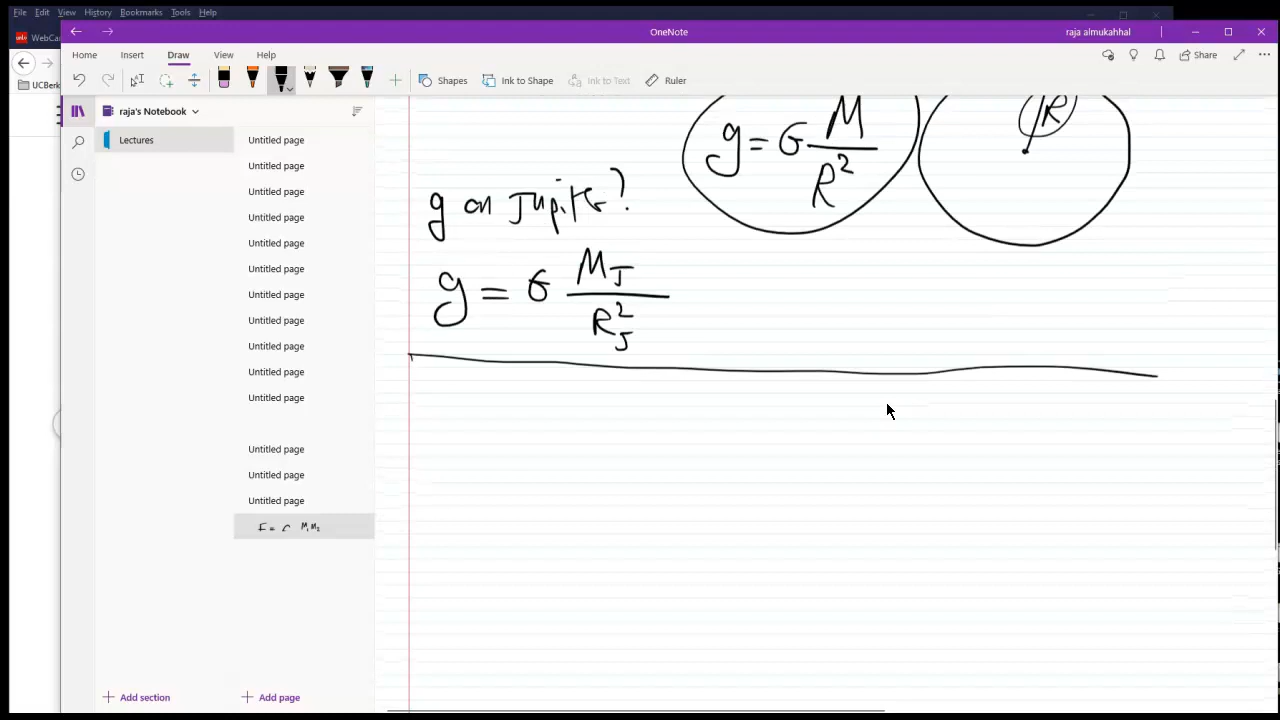 File Edit View History Bookmarks Tools Help
WebCa
UCBerk
OneNote
raja almukahhal
Home Insert Draw View Help
Share
Shapes Ink to Shape Ink to Text Ruler
raja's Notebook
Lectures
Untitled page
Untitled page
Untitled page
Untitled page
Untitled page
Untitled page
Untitled page
Untitled page
Untitled page
Untitled page
Untitled page
Untitled page
Untitled page
Untitled page
F = G M₁M₂
Add section
Add page
g = G M / R²
R
g on Jupiter?
g = G M_J / R_J²